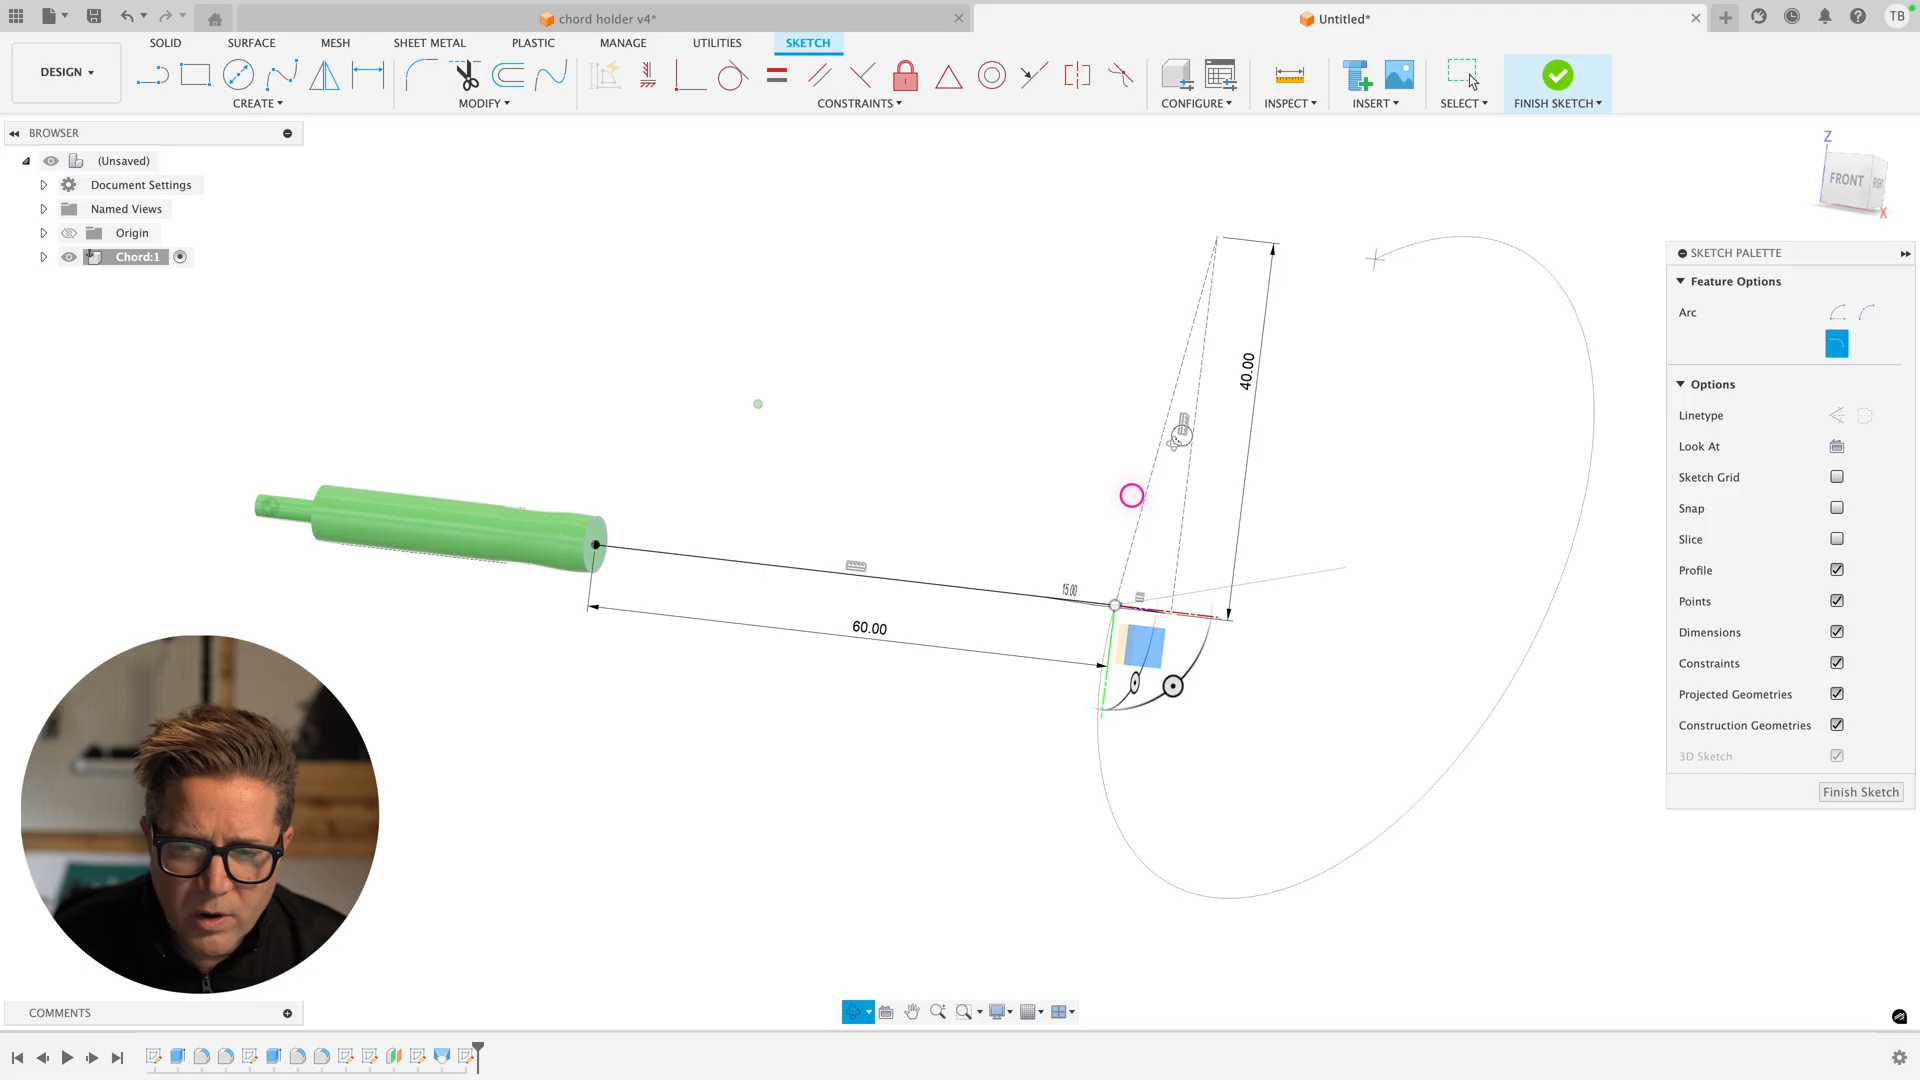 chord holder v4*
Untitled*
TB
DESIGN
SOLID
SURFACE
MESH
SHEET METAL
PLASTIC
MANAGE
UTILITIES
SKETCH
CREATE
MODIFY
CONSTRAINTS
CONFIGURE
INSPECT
INSERT
SELECT
FINISH SKETCH
BROWSER
(Unsaved)
Document Settings
Named Views
Origin
Chord:1
Z
FRONT
RIGHT
X
40.00
15.00
60.00
SKETCH PALETTE
Feature Options
Arc
Options
Linetype
Look At
Sketch Grid
Snap
Slice
Profile
Points
Dimensions
Constraints
Projected Geometries
Construction Geometries
3D Sketch
Finish Sketch
COMMENTS